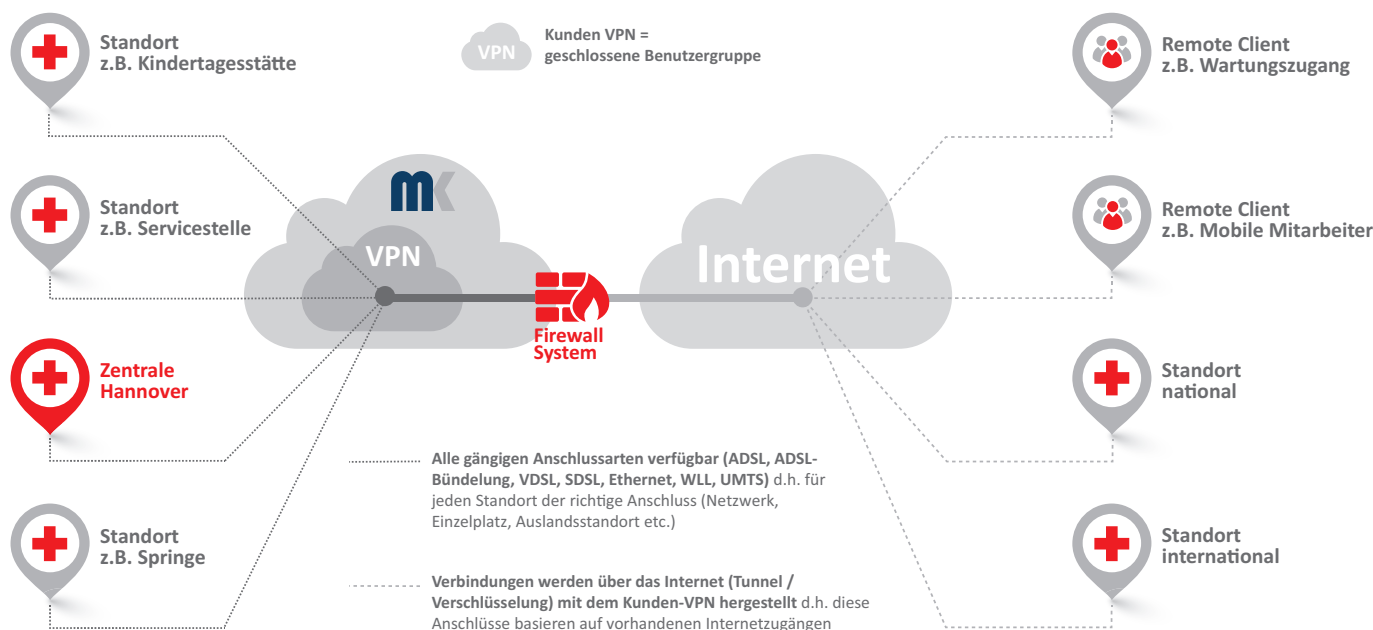 Standort
z.B. Kindertagesstätte
VPN
Kunden VPN =
geschlossene Benutzergruppe
Remote Client
z.B. Wartungszugang
Standort
z.B. Servicestelle
mk
VPN
Internet
Remote Client
z.B. Mobile Mitarbeiter
Firewall
System
Zentrale
Hannover
Standort
national
Alle gängigen Anschlussarten verfügbar (ADSL, ADSL-
Bündelung, VDSL, SDSL, Ethernet, WLL, UMTS) d.h. für
jeden Standort der richtige Anschluss (Netzwerk,
Einzelplatz, Auslandsstandort etc.)
Standort
z.B. Springe
Standort
international
Verbindungen werden über das Internet (Tunnel /
Verschlüsselung) mit dem Kunden-VPN hergestellt d.h. diese
Anschlüsse basieren auf vorhandenen Internetzugängen